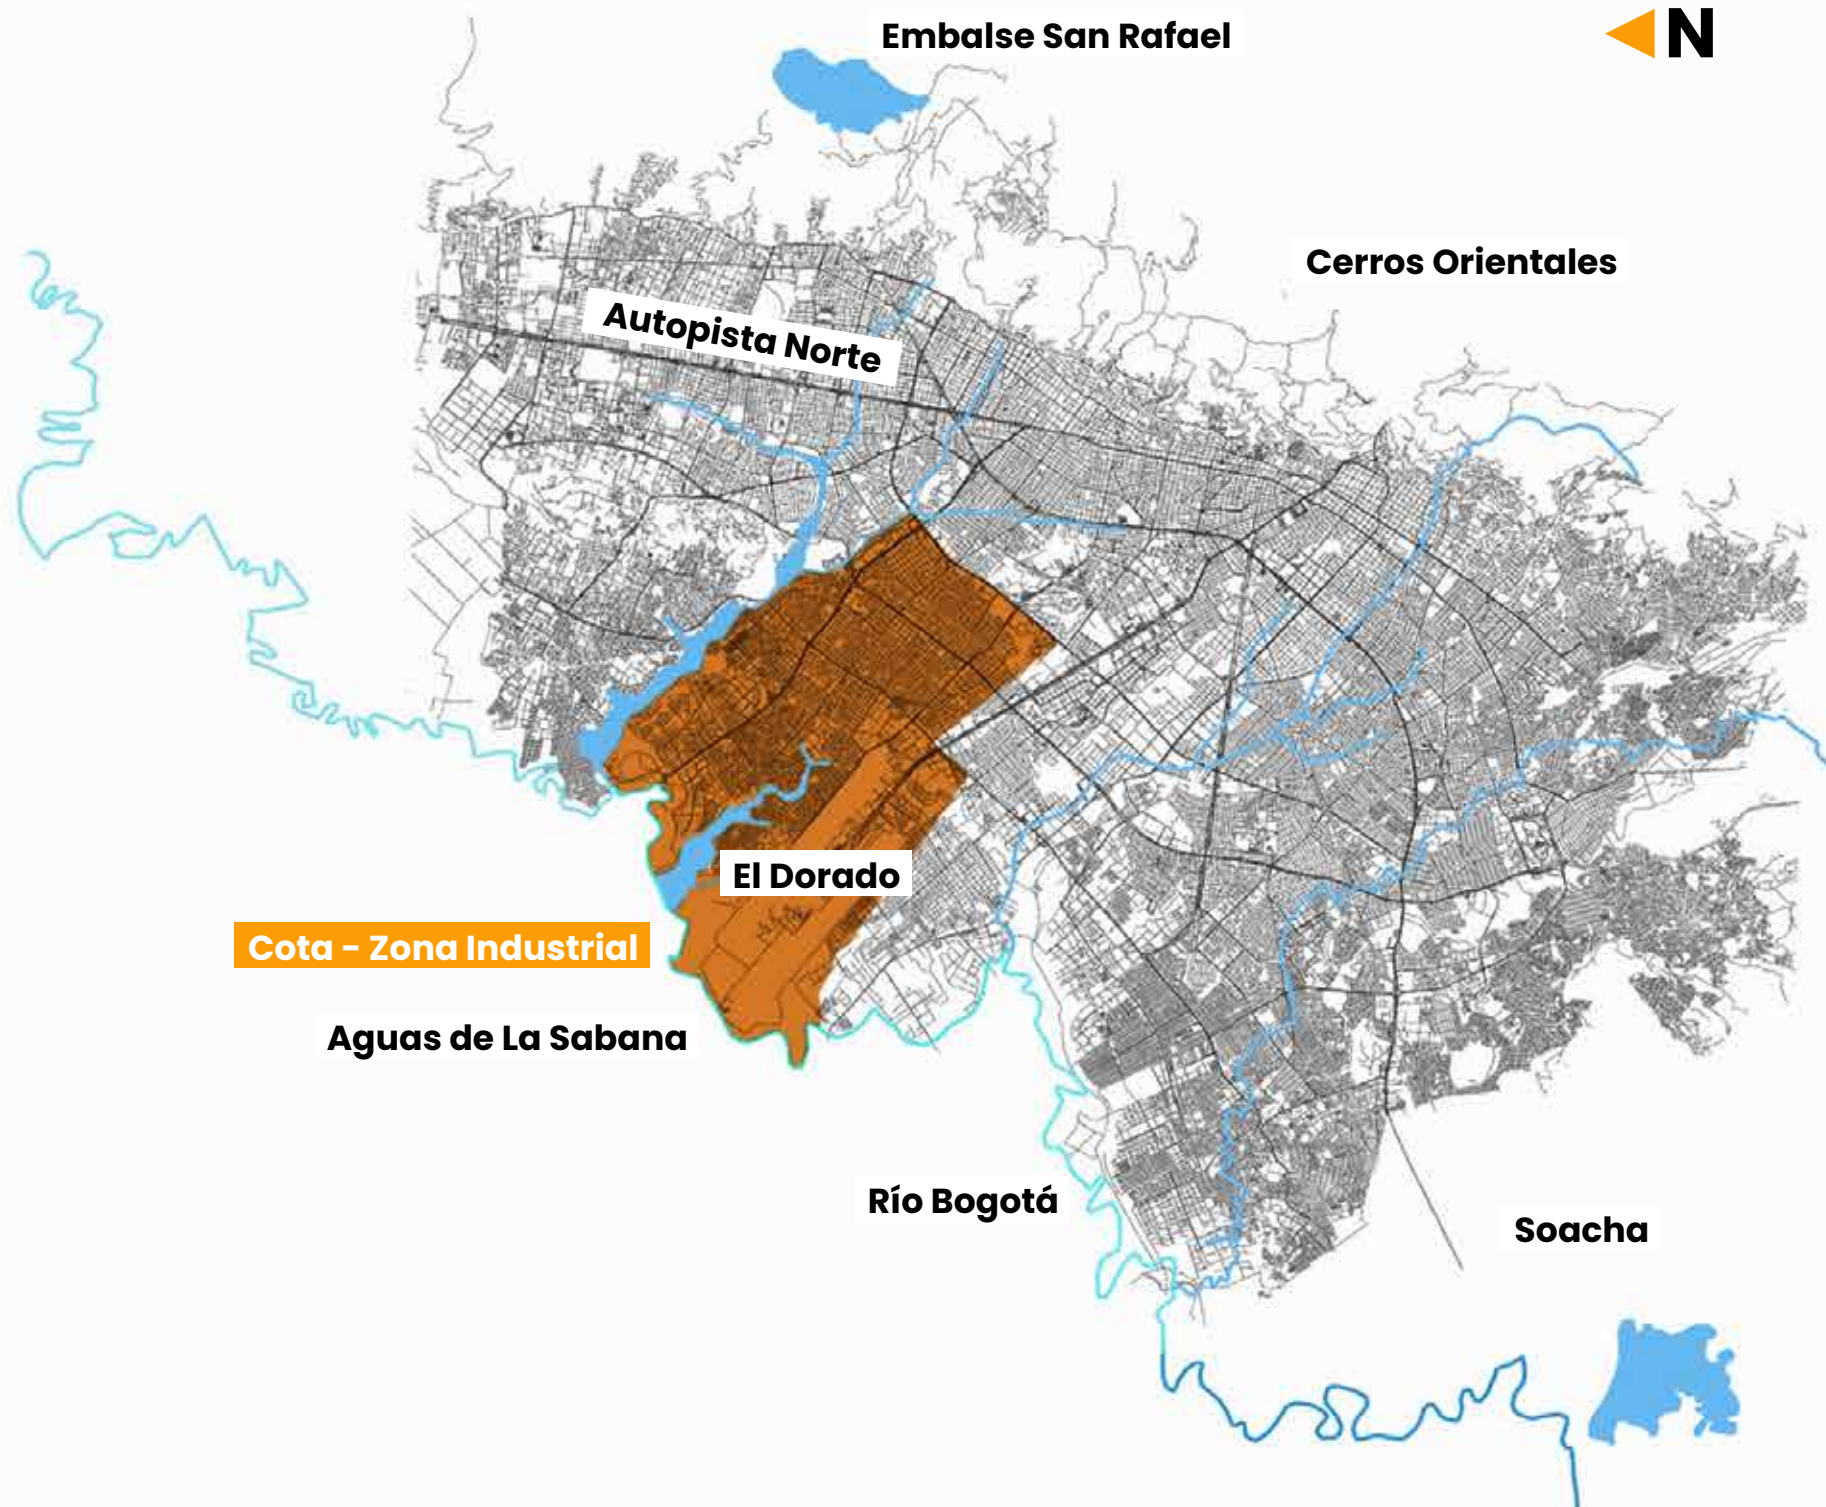 Embalse San Rafael
N
Cerros Orientales
Autopista Norte
El Dorado
Cota - Zona Industrial
Aguas de La Sabana
Río Bogotá
Soacha